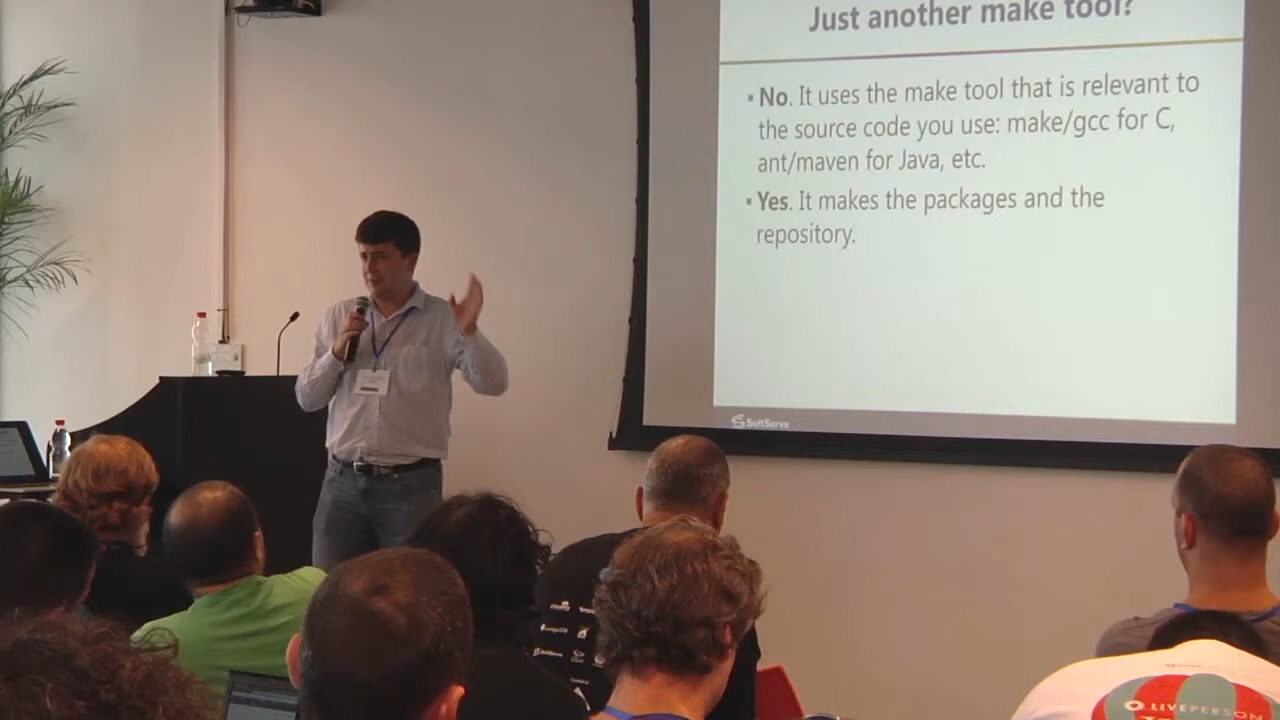 Just another make tool?
▪ No. It uses the make tool that is relevant to
the source code you use: make/gcc for C,
ant/maven for Java, etc.
▪ Yes. It makes the packages and the
repository.
SoftServe
LIVEPERSON